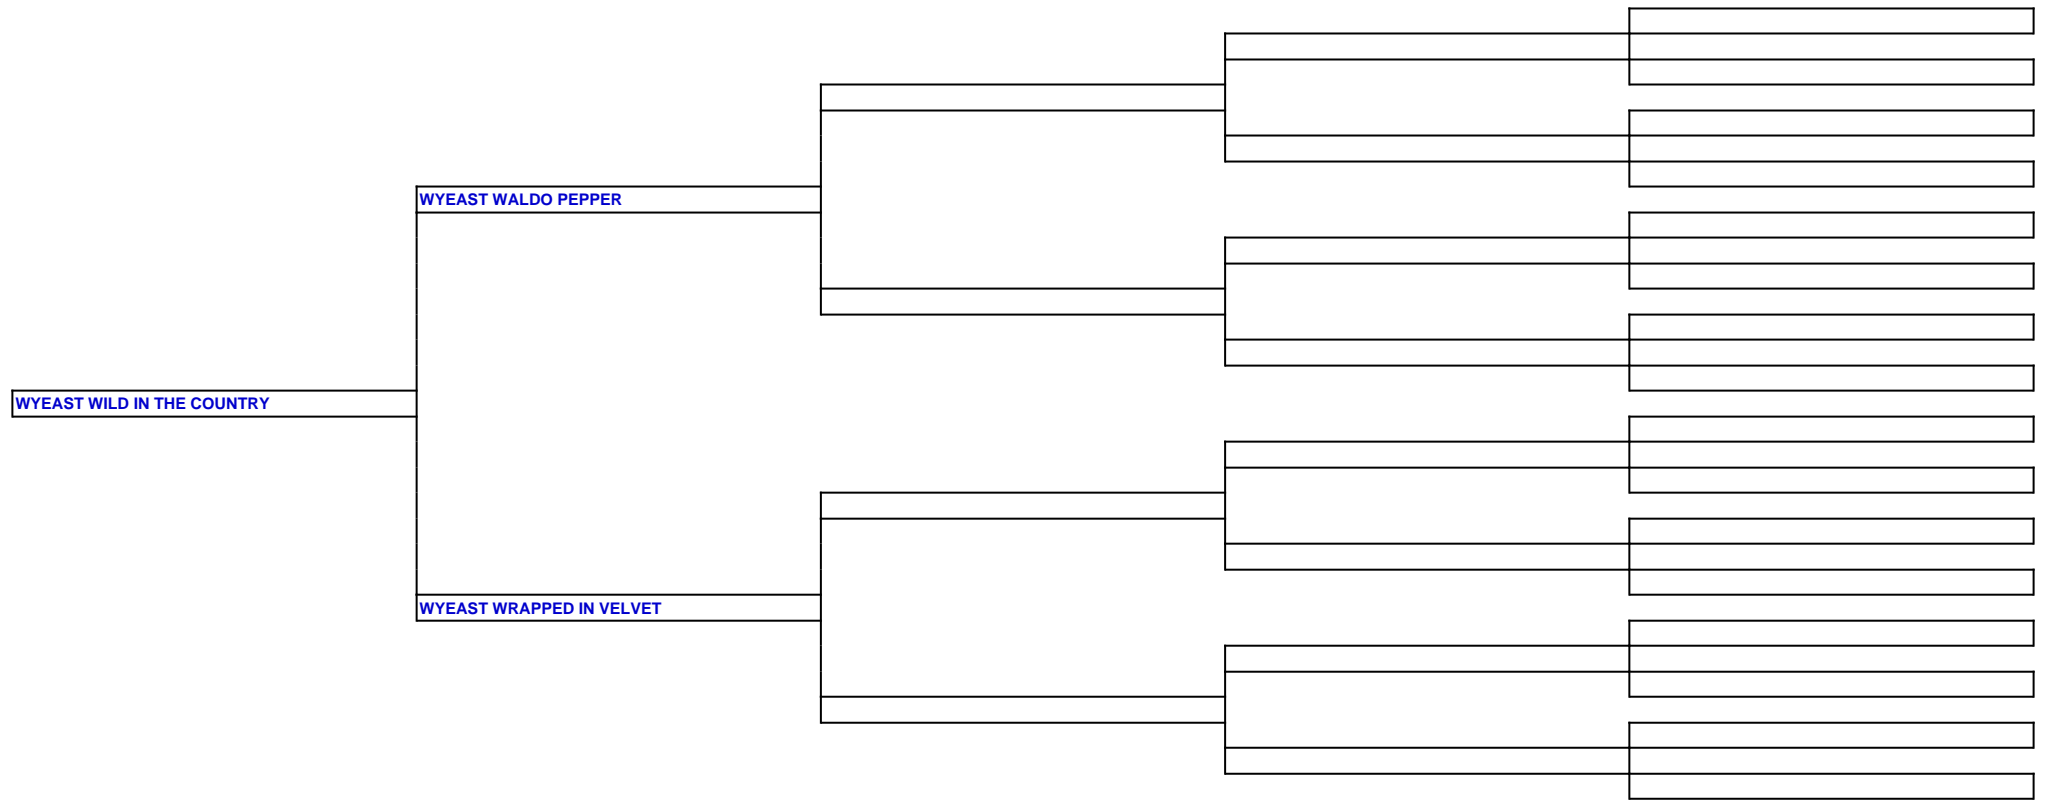 WYEAST WALDO PEPPER
WYEAST WILD IN THE COUNTRY
WYEAST WRAPPED IN VELVET